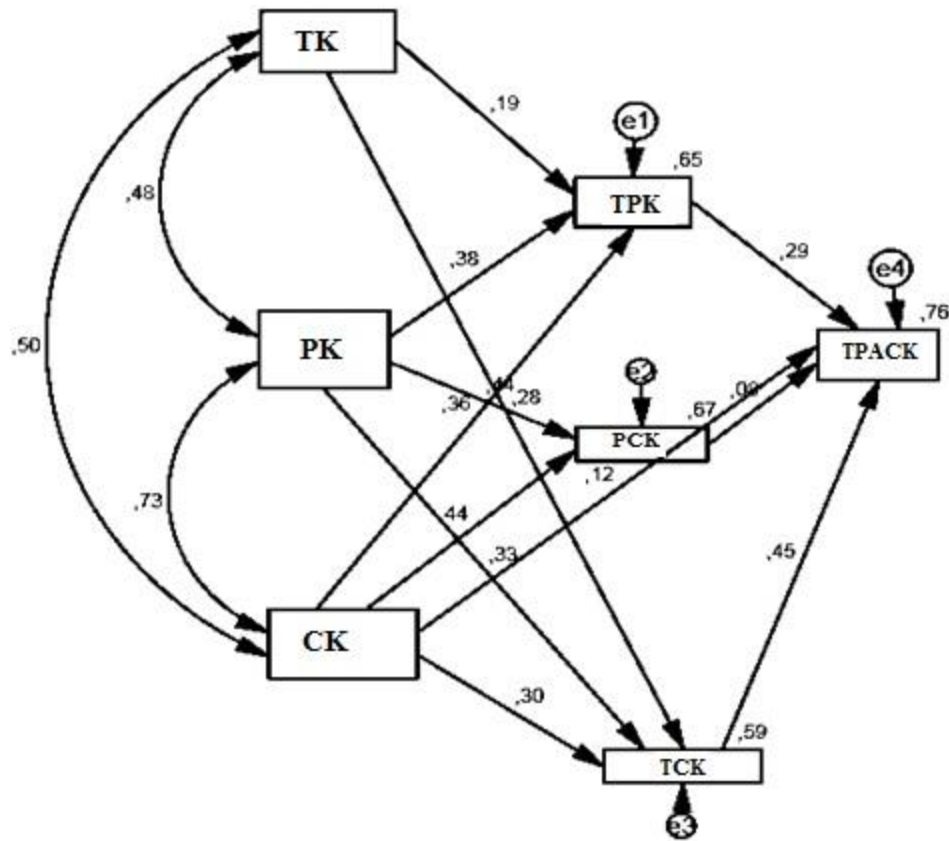 TK
e1
,19
,65
TPK
,48
,38
,29
e4
,76
TPACK
,50
PK
e2
,36
,28
,67
PCK
,12
,73
44
,33
,45
CK
,30
,59
TCK
e3